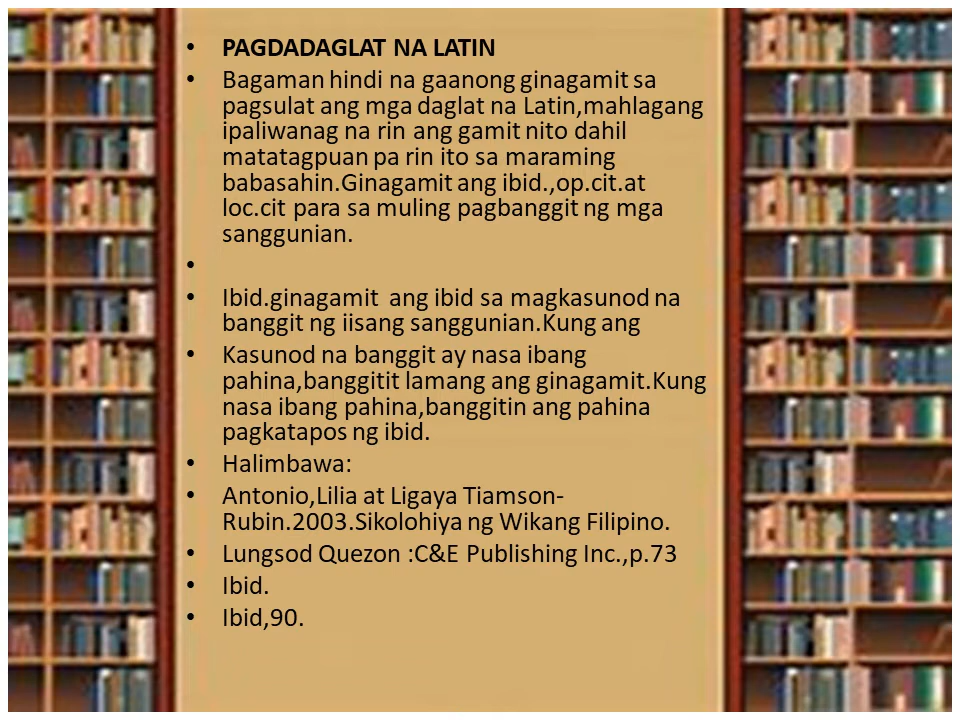 • PAGDADAGLAT NA LATIN
• Bagaman hindi na gaanong ginagamit sa
pagsulat ang mga daglat na Latin,mahlagang
ipaliwanag na rin ang gamit nito dahil
matatagpuan pa rin ito sa maraming
babasahin.Ginagamit ang ibid.,op.cit.at
loc.cit para sa muling pagbanggit ng mga
sanggunian.
•
• Ibid.ginagamit ang ibid sa magkasunod na
banggit ng iisang sanggunian.Kung ang
• Kasunod na banggit ay nasa ibang
pahina,banggitit lamang ang ginagamit.Kung
nasa ibang pahina,banggitin ang pahina
pagkatapos ng ibid.
• Halimbawa:
• Antonio,Lilia at Ligaya Tiamson-
Rubin.2003.Sikolohiya ng Wikang Filipino.
• Lungsod Quezon :C&E Publishing Inc.,p.73
• Ibid.
• Ibid,90.